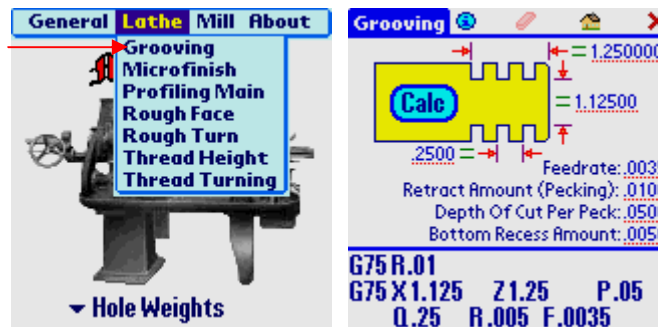 General Lathe Mill About
Grooving
Microfinish
Profiling Main
Rough Face
Rough Turn
Thread Height
Thread Turning
Hole Weights
Grooving
= 1.250000
Calc
= 1.12500
.2500 =
Feedrate: .0035
Retract Amount (Pecking): .010
Depth Of Cut Per Peck: .050
Bottom Recess Amount: .005
G75 R.01
G75 X1.125 Z1.25 P.05
Q.25 R.005 F.0035